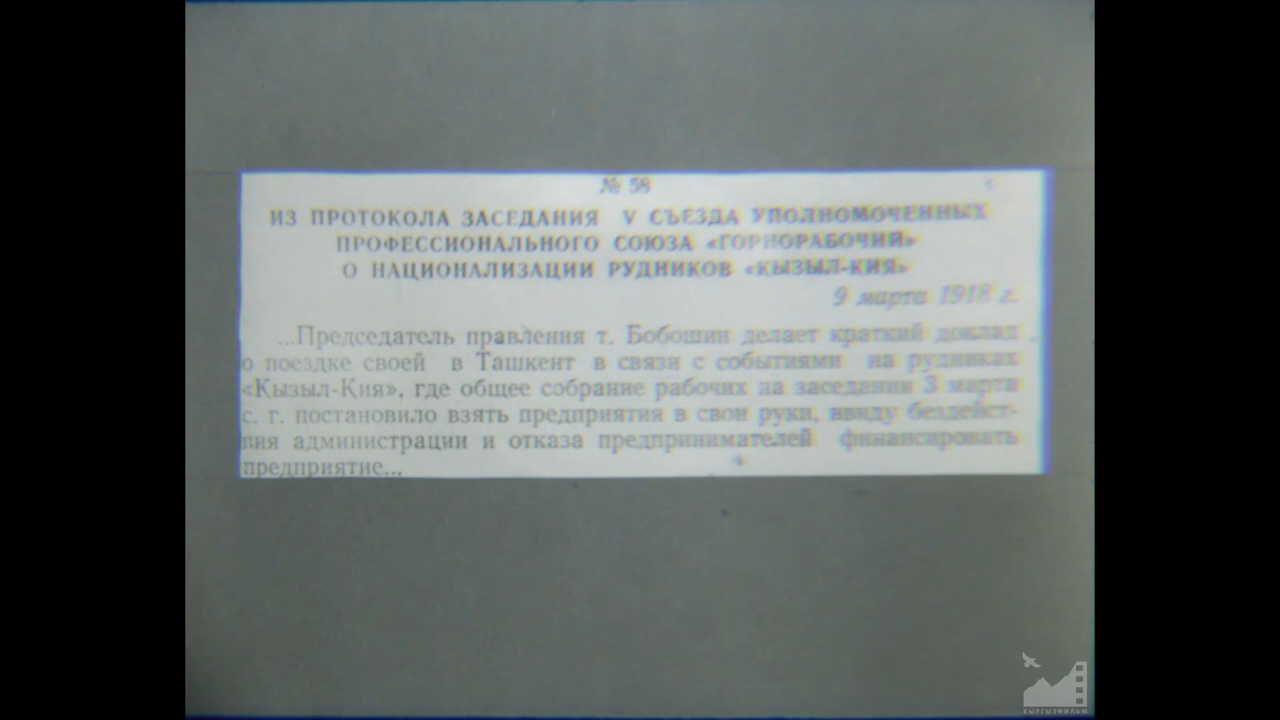 № 58
ИЗ ПРОТОКОЛА ЗАСЕДАНИЯ V СЪЕЗДА УПОЛНОМОЧЕННЫХ
ПРОФЕССИОНАЛЬНОГО СОЮЗА «ГОРНОРАБОЧИЙ»
О НАЦИОНАЛИЗАЦИИ РУДНИКОВ «КЫЗЫЛ-КИЯ»
9 марта 1918 г.
...Председатель правления т. Бобошин делает краткий доклад
о поездке своей в Ташкент в связи с событиями на рудниках
«Кызыл-Кия», где общее собрание рабочих на заседании 3 марта
с. г. постановило взять предприятия в свои руки, ввиду бездейст-
вия администрации и отказа предпринимателей финансировать
предприятие...
КЫРГЫЗФИЛЬМ